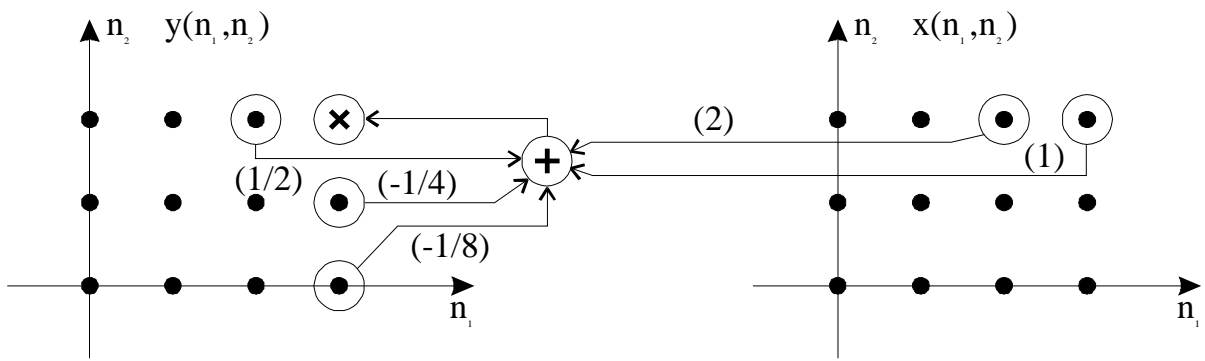 n₂ y(n₁,n₂)
n₂ x(n₁,n₂)
(2)
(1)
(1/2)
(-1/4)
(-1/8)
n₁
n₁